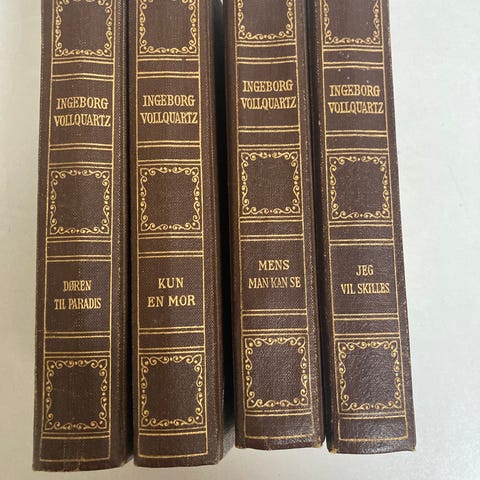 INGEBORG
VOLLQUARTZ
DØREN
TIL PARADIS
INGEBORG
VOLLQUARTZ
KUN
EN MOR
INGEBORG
VOLLQUARTZ
MENS
MAN KAN SE
INGEBORG
VOLLQUARTZ
JEG
VIL SKILLES